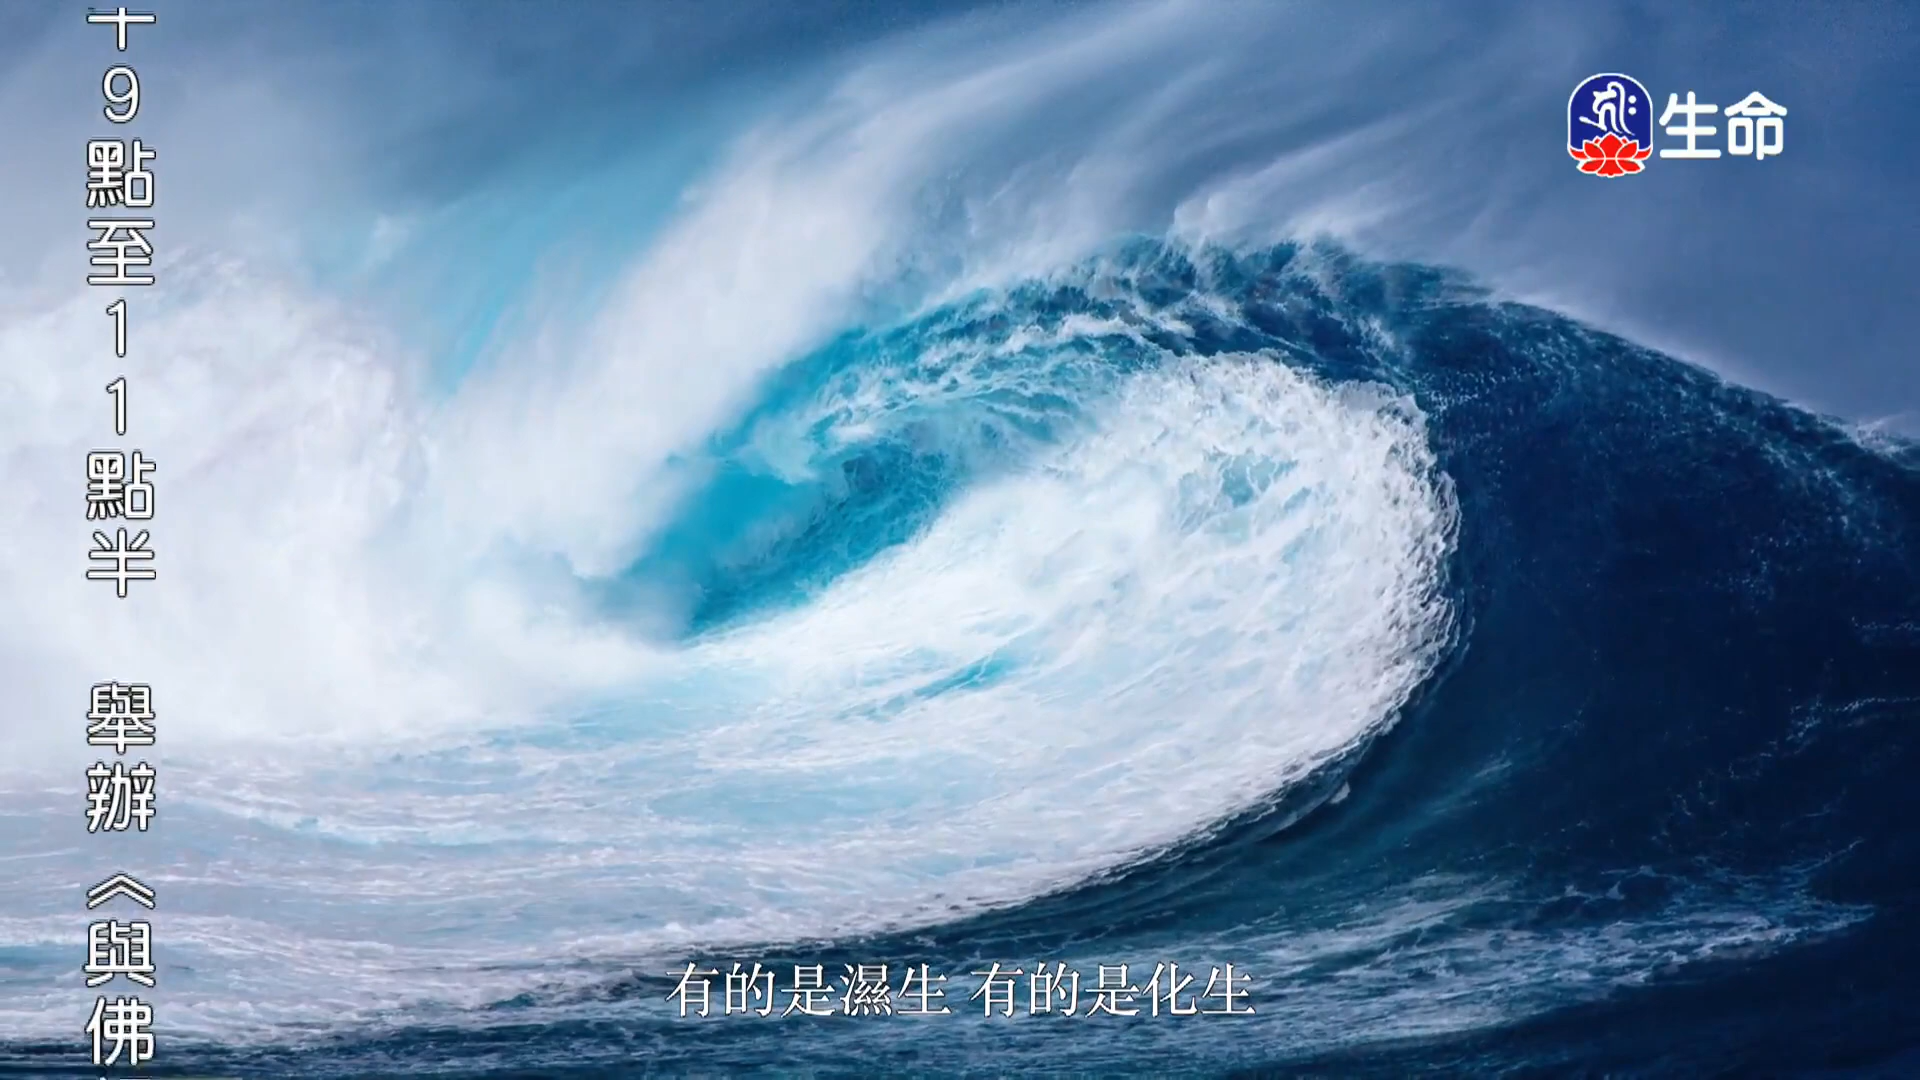 生命
9點至11點半 舉辦《與佛
有的是濕生 有的是化生